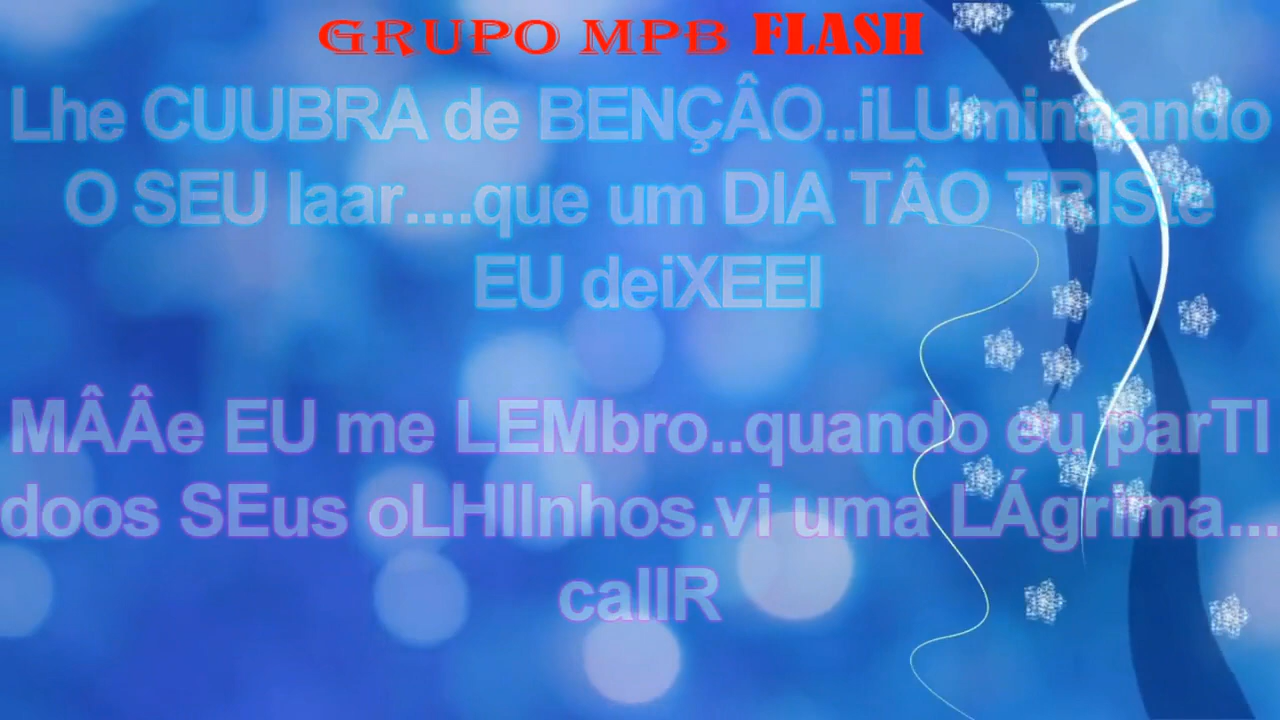 GRUPO MPB FLASH
Lhe CUUBRA de BENÇÂO..iLUminaando
O SEU laar....que um DIA TÂO TRISte
EU deiXEEI
MÂÂe EU me LEMbro..quando eu parTI
doos SEus oLHIInhos.vi uma LÁgrima...
caIIR